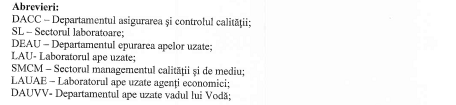 Abrevieri:
DACC – Departamentul asigurarea și controlul calității;
SL – Sectorul laboratoare;
DEAU – Departamentul epurarea apelor uzate;
LAU- Laboratorul ape uzate;
SMCM – Sectorul managementul calității și de mediu;
LAUAE – Laboratorul ape uzate agenți economici;
DAUVV- Departamentul ape uzate vadul lui Vodă;